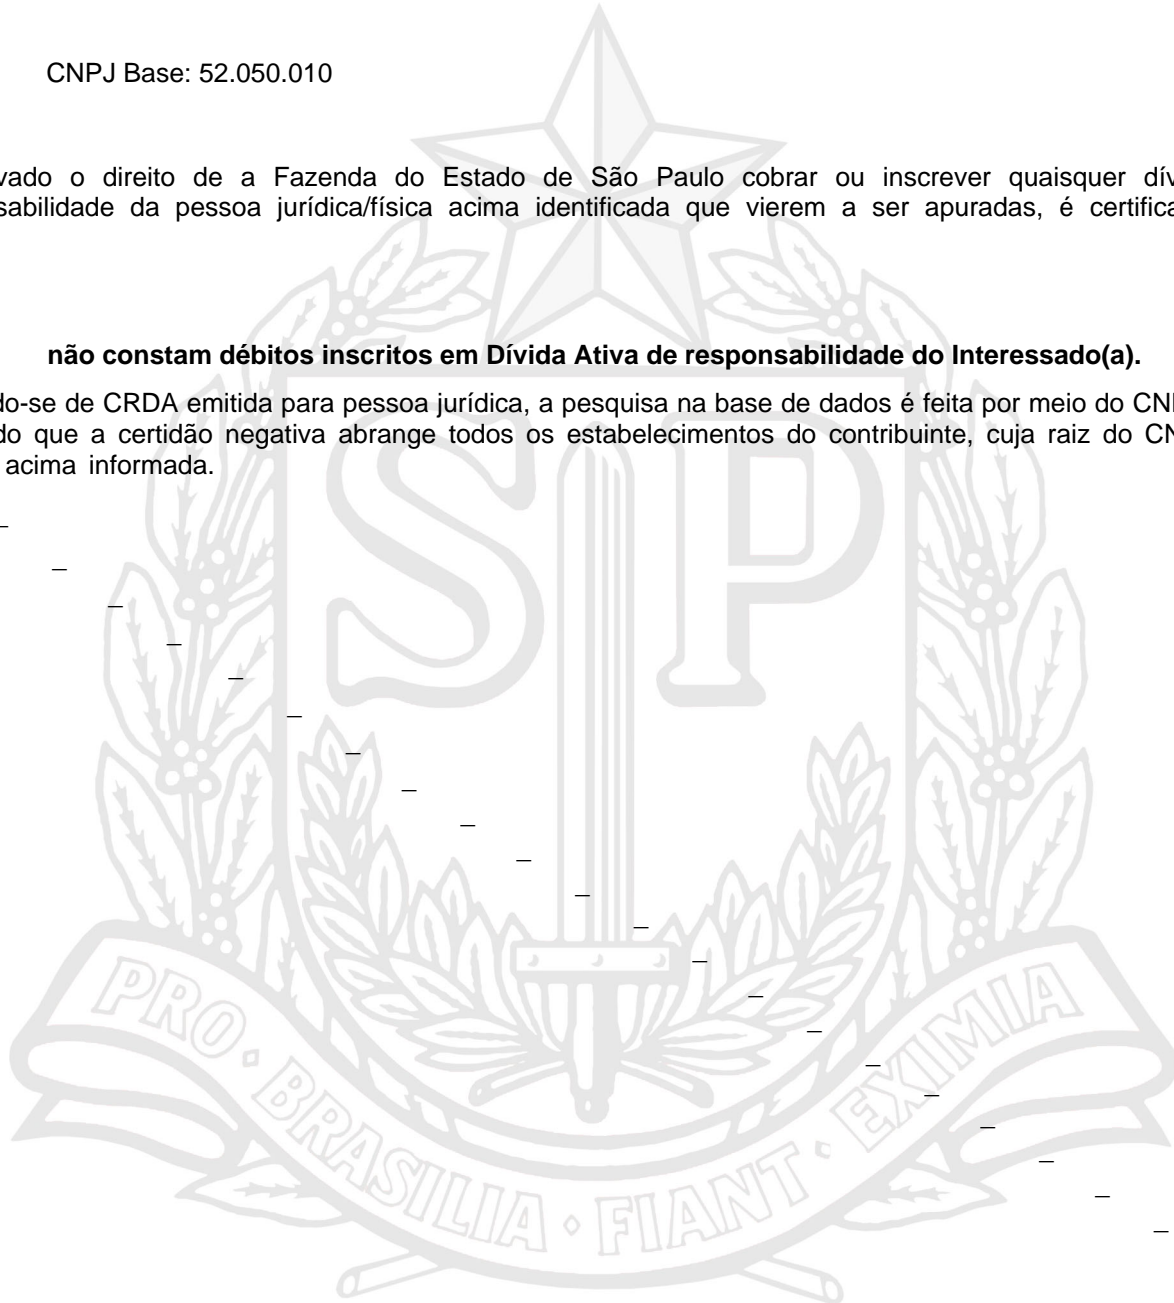 CNPJ Base: 52.050.010
vado o direito de a Fazenda do Estado de São Paulo cobrar ou inscrever quaisquer dív
sabilidade da pessoa jurídica/física acima identificada que vierem a ser apuradas, é certifica
não constam débitos inscritos em Dívida Ativa de responsabilidade do Interessado(a).
do-se de CRDA emitida para pessoa jurídica, a pesquisa na base de dados é feita por meio do CN
do que a certidão negativa abrange todos os estabelecimentos do contribuinte, cuja raiz do CN
acima informada.
SP
PRO · BRASILIA · FIANT · EXIMIA